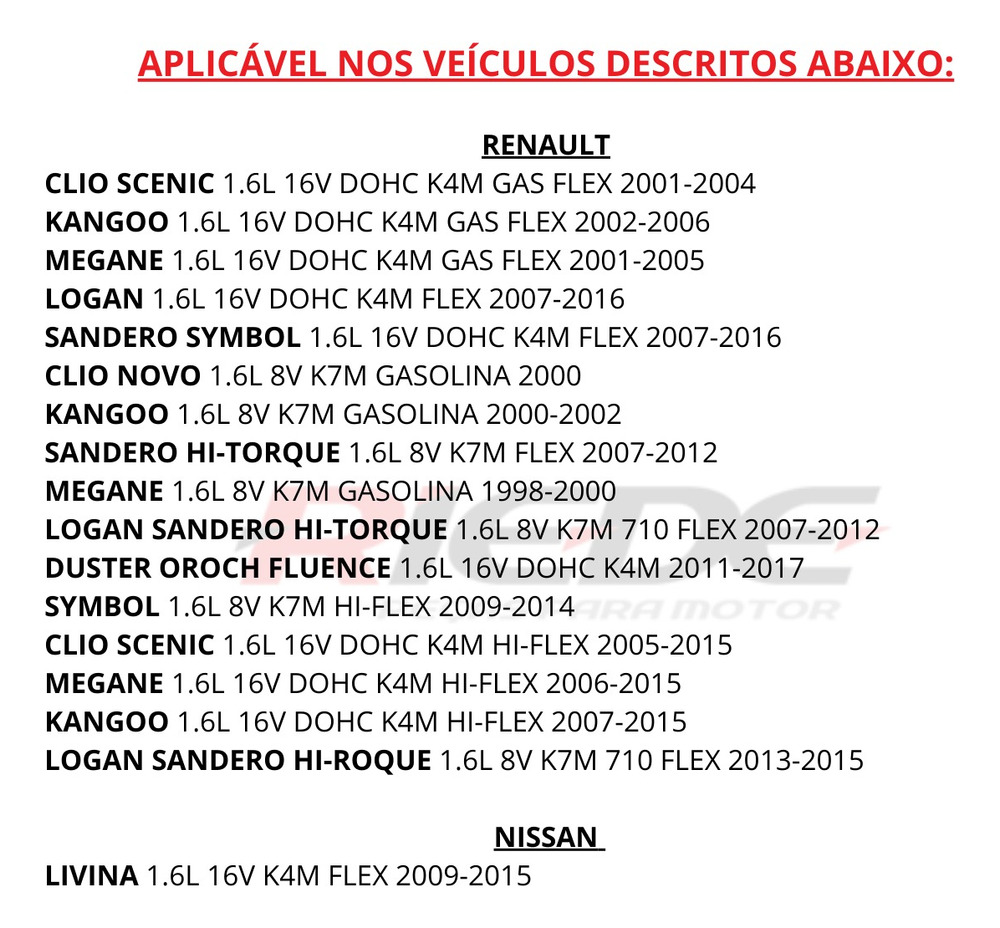 APLICÁVEL NOS VEÍCULOS DESCRITOS ABAIXO:
RENAULT
CLIO SCENIC 1.6L 16V DOHC K4M GAS FLEX 2001-2004
KANGOO 1.6L 16V DOHC K4M GAS FLEX 2002-2006
MEGANE 1.6L 16V DOHC K4M GAS FLEX 2001-2005
LOGAN 1.6L 16V DOHC K4M FLEX 2007-2016
SANDERO SYMBOL 1.6L 16V DOHC K4M FLEX 2007-2016
CLIO NOVO 1.6L 8V K7M GASOLINA 2000
KANGOO 1.6L 8V K7M GASOLINA 2000-2002
SANDERO HI-TORQUE 1.6L 8V K7M FLEX 2007-2012
MEGANE 1.6L 8V K7M GASOLINA 1998-2000
LOGAN SANDERO HI-TORQUE 1.6L 8V K7M 710 FLEX 2007-2012
RIEDE
DUSTER OROCH FLUENCE 1.6L 16V DOHC K4M 2011-2017
SYMBOL 1.6L 8V K7M HI-FLEX 2009-2014
PARA MOTOR
CLIO SCENIC 1.6L 16V DOHC K4M HI-FLEX 2005-2015
MEGANE 1.6L 16V DOHC K4M HI-FLEX 2006-2015
KANGOO 1.6L 16V DOHC K4M HI-FLEX 2007-2015
LOGAN SANDERO HI-ROQUE 1.6L 8V K7M 710 FLEX 2013-2015
NISSAN
LIVINA 1.6L 16V K4M FLEX 2009-2015